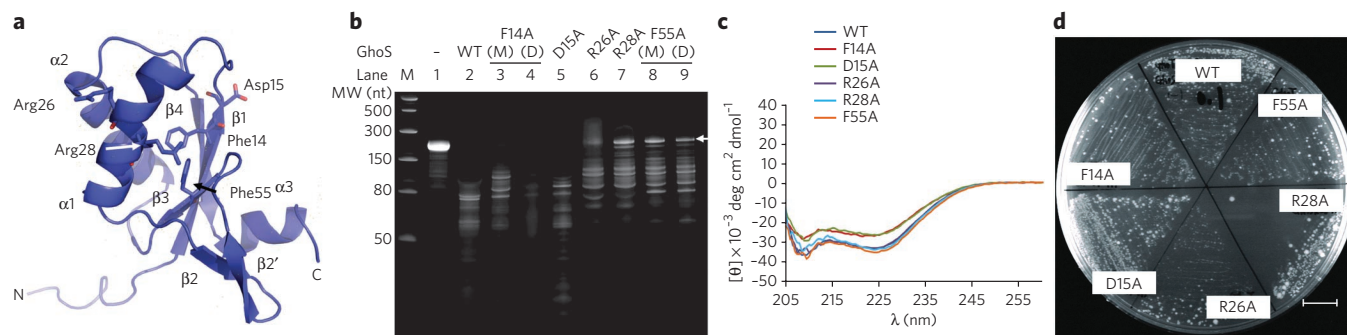 a
α2
Arg26
Asp15
β4
β1
Arg28
Phe14
α1
β3
Phe55
α3
β2
β2′
N
C
b
F14A F55A
GhoS – WT (M) (D) D15A R26A R28A (M) (D)
Lane M 1 2 3 4 5 6 7 8 9
MW (nt)
500
300
150
80
50
c
WT
F14A
D15A
R26A
R28A
F55A
[θ] × 10⁻³ deg cm² dmol⁻¹
40
30
20
10
0
-10
-20
-30
-40
-50
205 215 225 235 245 255
λ (nm)
d
WT
F55A
F14A
R28A
D15A
R26A